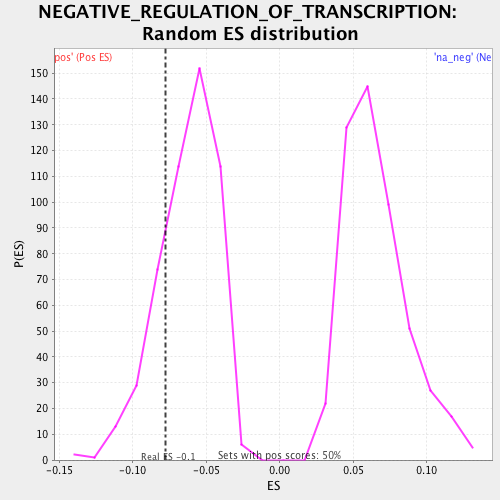 NEGATIVE_REGULATION_OF_TRANSCRIPTION:
Random ES distribution
pos' (Pos ES)
'na_neg' (Ne
150
140
130
120
110
100
90
80
70
60
50
40
30
20
10
0
P(ES)
Real ES -0.1
Sets with pos scores: 50%
-0.15
-0.10
-0.05
0.00
0.05
0.10
ES